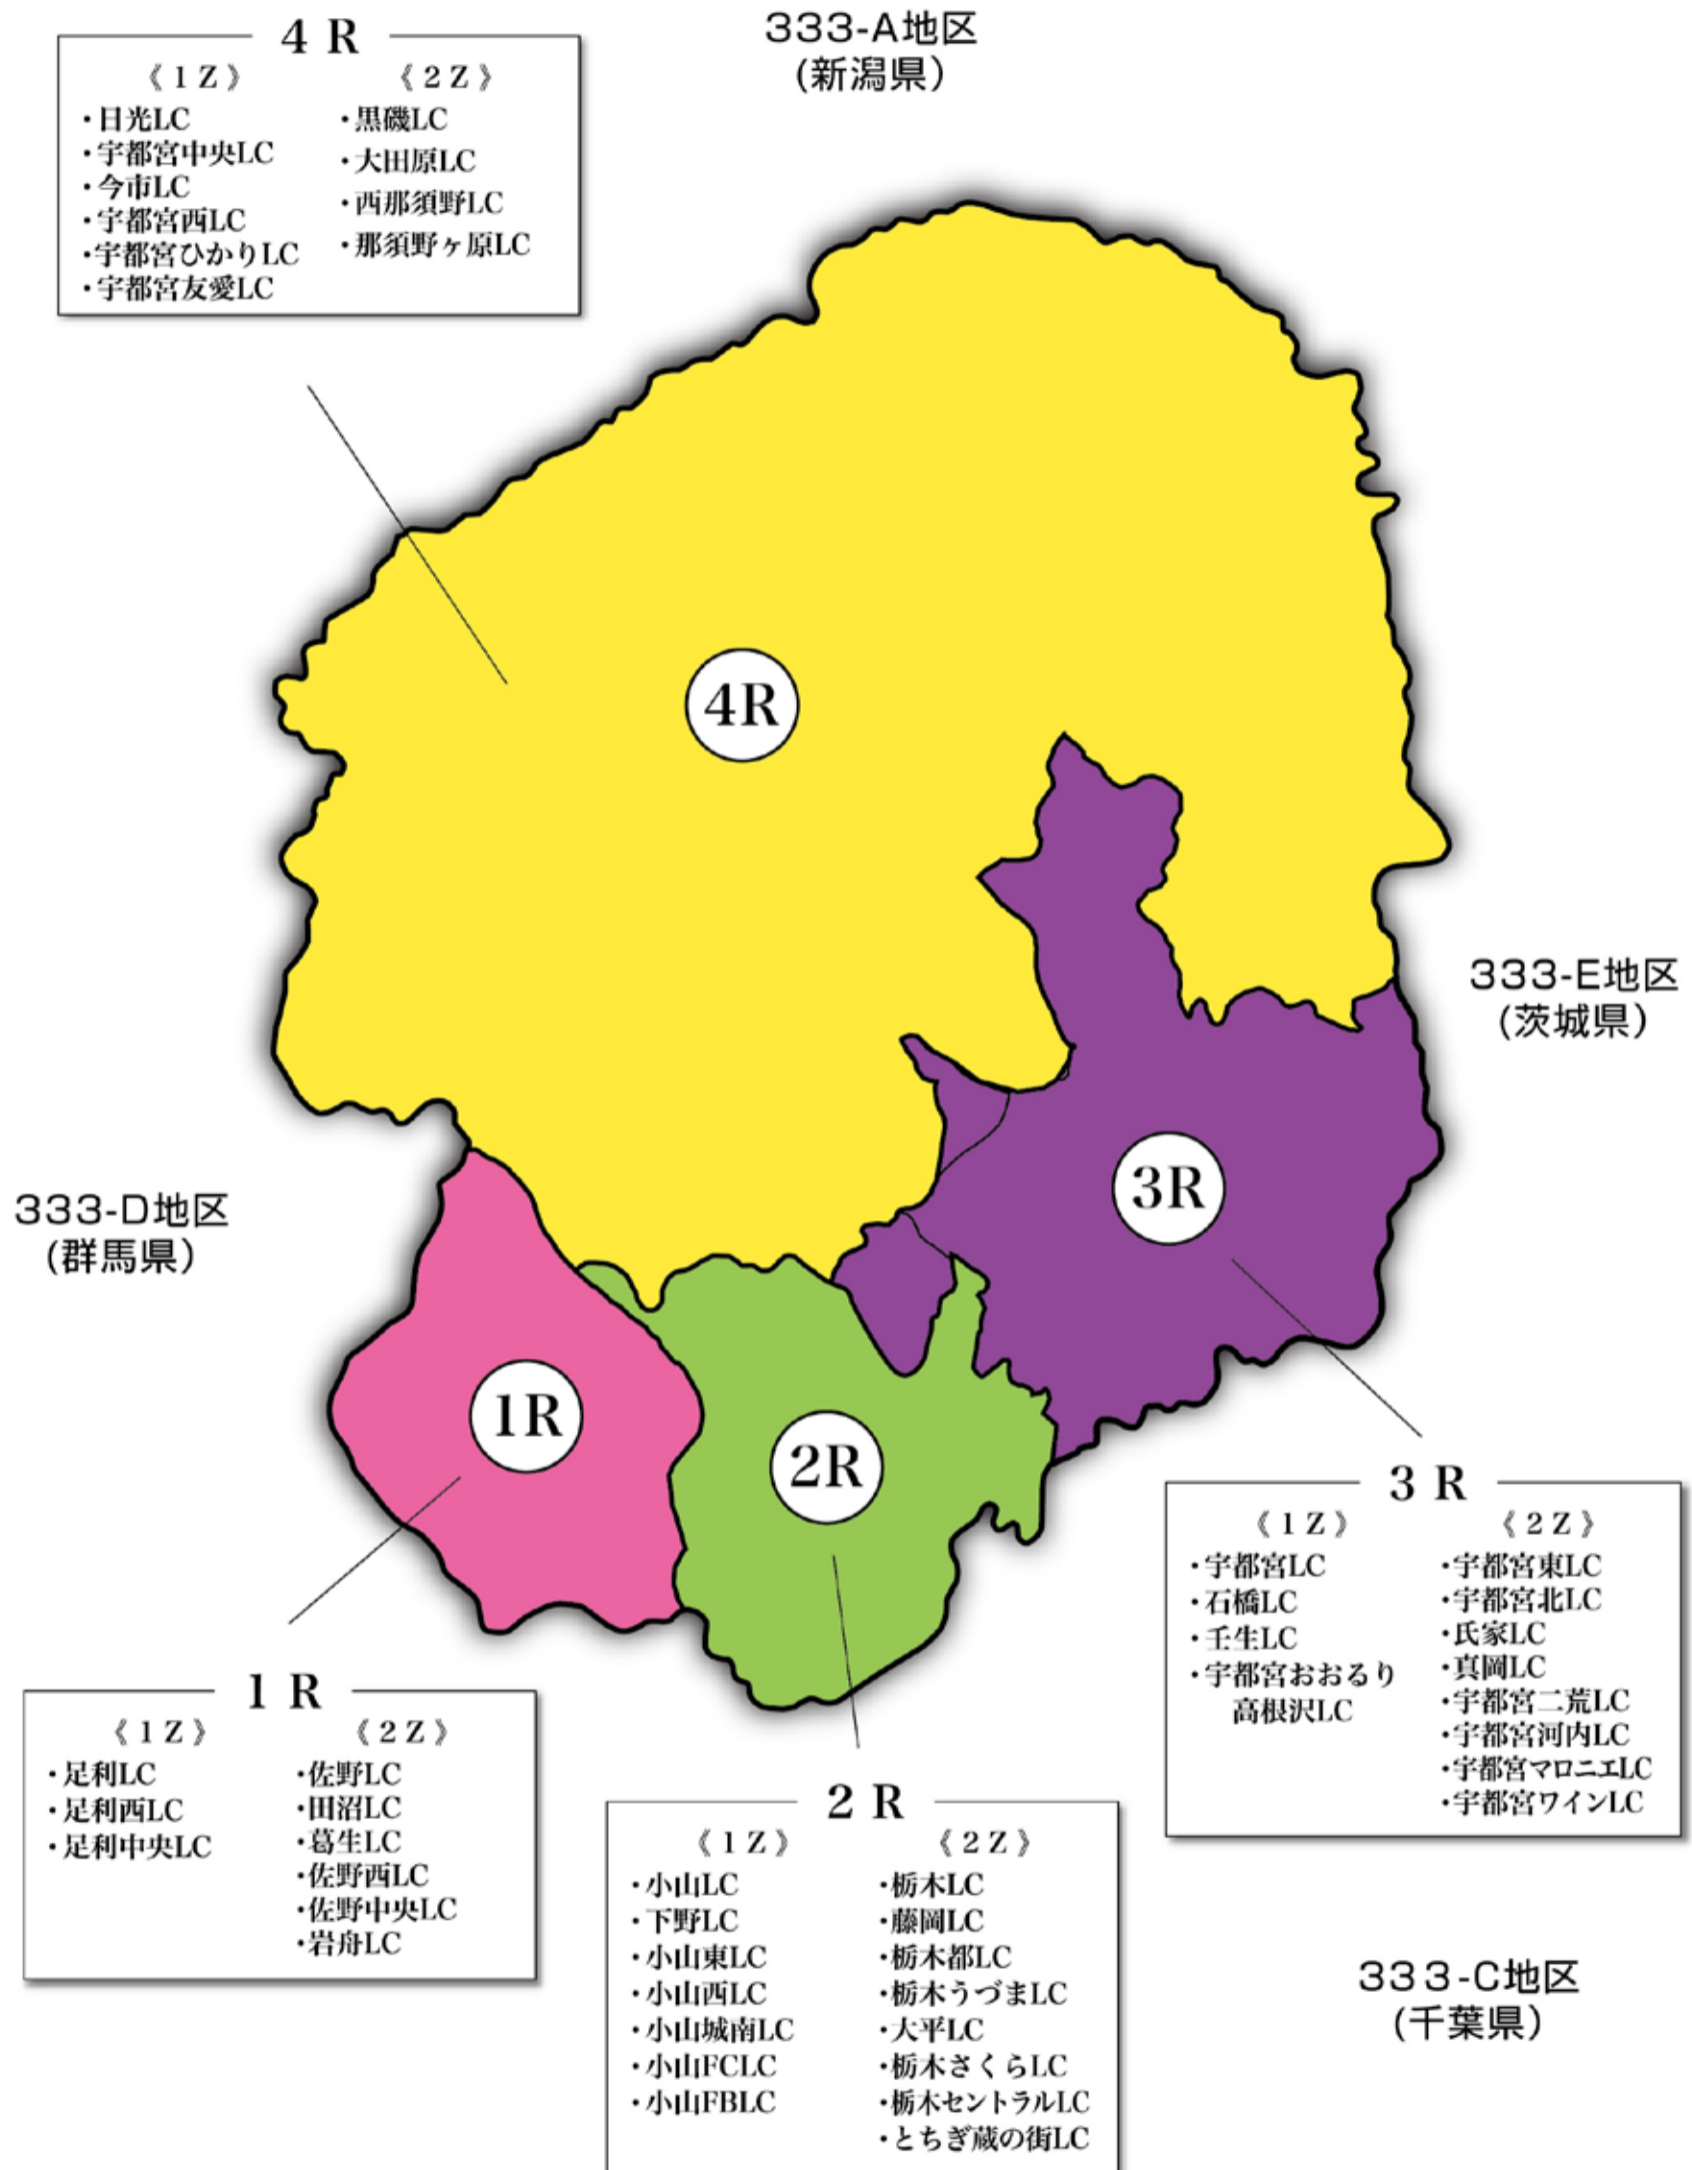 333-A地区
(新潟県)
4 R
《1Z》
・日光LC
・宇都宮中央LC
・今市LC
・宇都宮西LC
・宇都宮ひかりLC
・宇都宮友愛LC
《2Z》
・黒磯LC
・大田原LC
・西那須野LC
・那須野ヶ原LC
4R
333-E地区
(茨城県)
3R
333-D地区
(群馬県)
1R
2R
3 R
《1Z》
・宇都宮LC
・石橋LC
・壬生LC
・宇都宮おおるり
高根沢LC
《2Z》
・宇都宮東LC
・宇都宮北LC
・氏家LC
・真岡LC
・宇都宮二荒LC
・宇都宮河内LC
・宇都宮マロニエLC
・宇都宮ワインLC
1 R
《1Z》
・足利LC
・足利西LC
・足利中央LC
《2Z》
・佐野LC
・田沼LC
・葛生LC
・佐野西LC
・佐野中央LC
・岩舟LC
2 R
《1Z》
・小山LC
・下野LC
・小山東LC
・小山西LC
・小山城南LC
・小山FCLC
・小山FBLC
《2Z》
・栃木LC
・藤岡LC
・栃木都LC
・栃木うづまLC
・大平LC
・栃木さくらLC
・栃木セントラルLC
・とちぎ蔵の街LC
333-C地区
(千葉県)